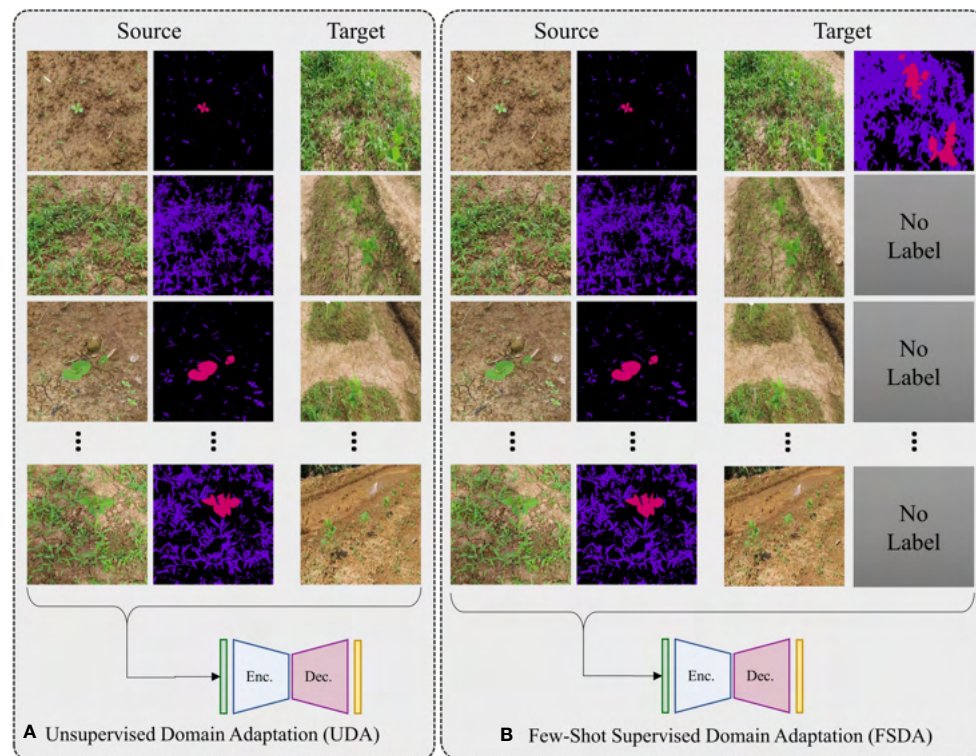 Source
Target
No
Label
No
Label
No
Label
Enc.
Dec.
A Unsupervised Domain Adaptation (UDA)
Source
Target
Enc.
Dec.
B Few-Shot Supervised Domain Adaptation (FSDA)